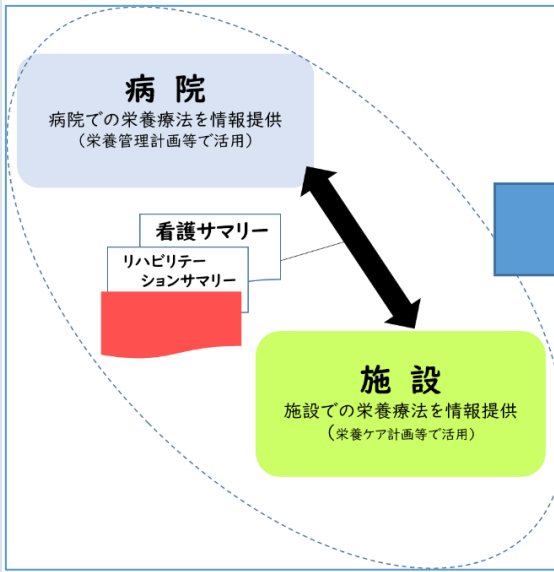 病 院
病院での栄養療法を情報提供
（栄養管理計画等で活用）
看護サマリー
リハビリテー
ションサマリー
施 設
施設での栄養療法を情報提供
（栄養ケア計画等で活用）